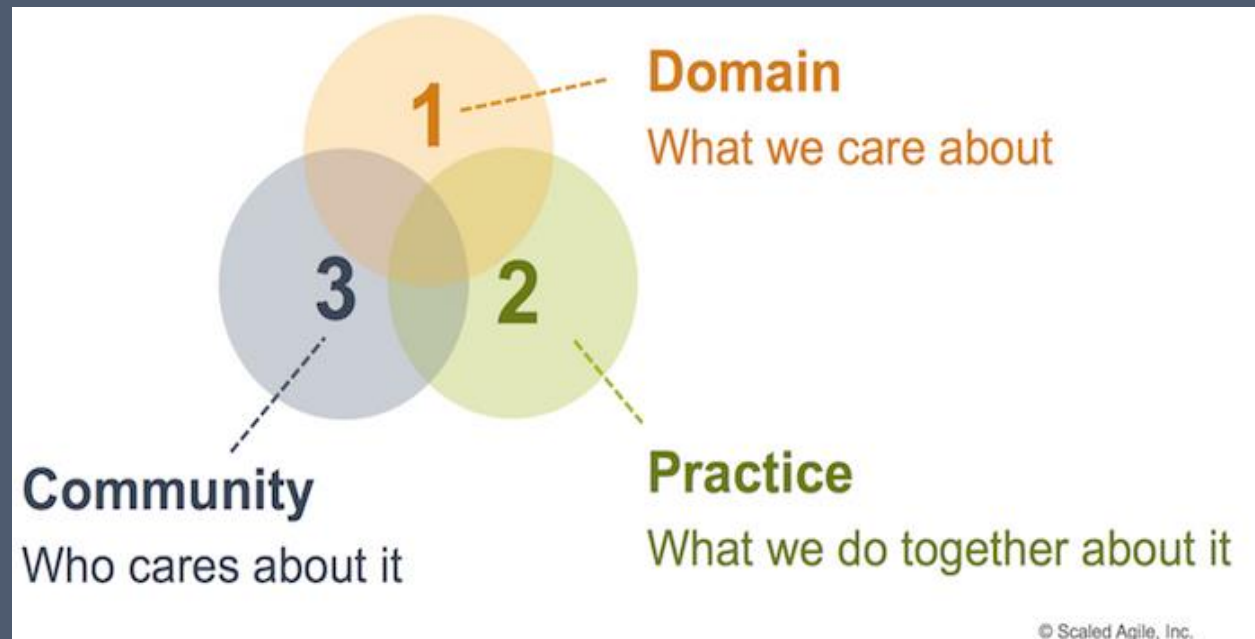 1
Domain
What we care about
3
2
Community
Who cares about it
Practice
What we do together about it
© Scaled Agile, Inc.